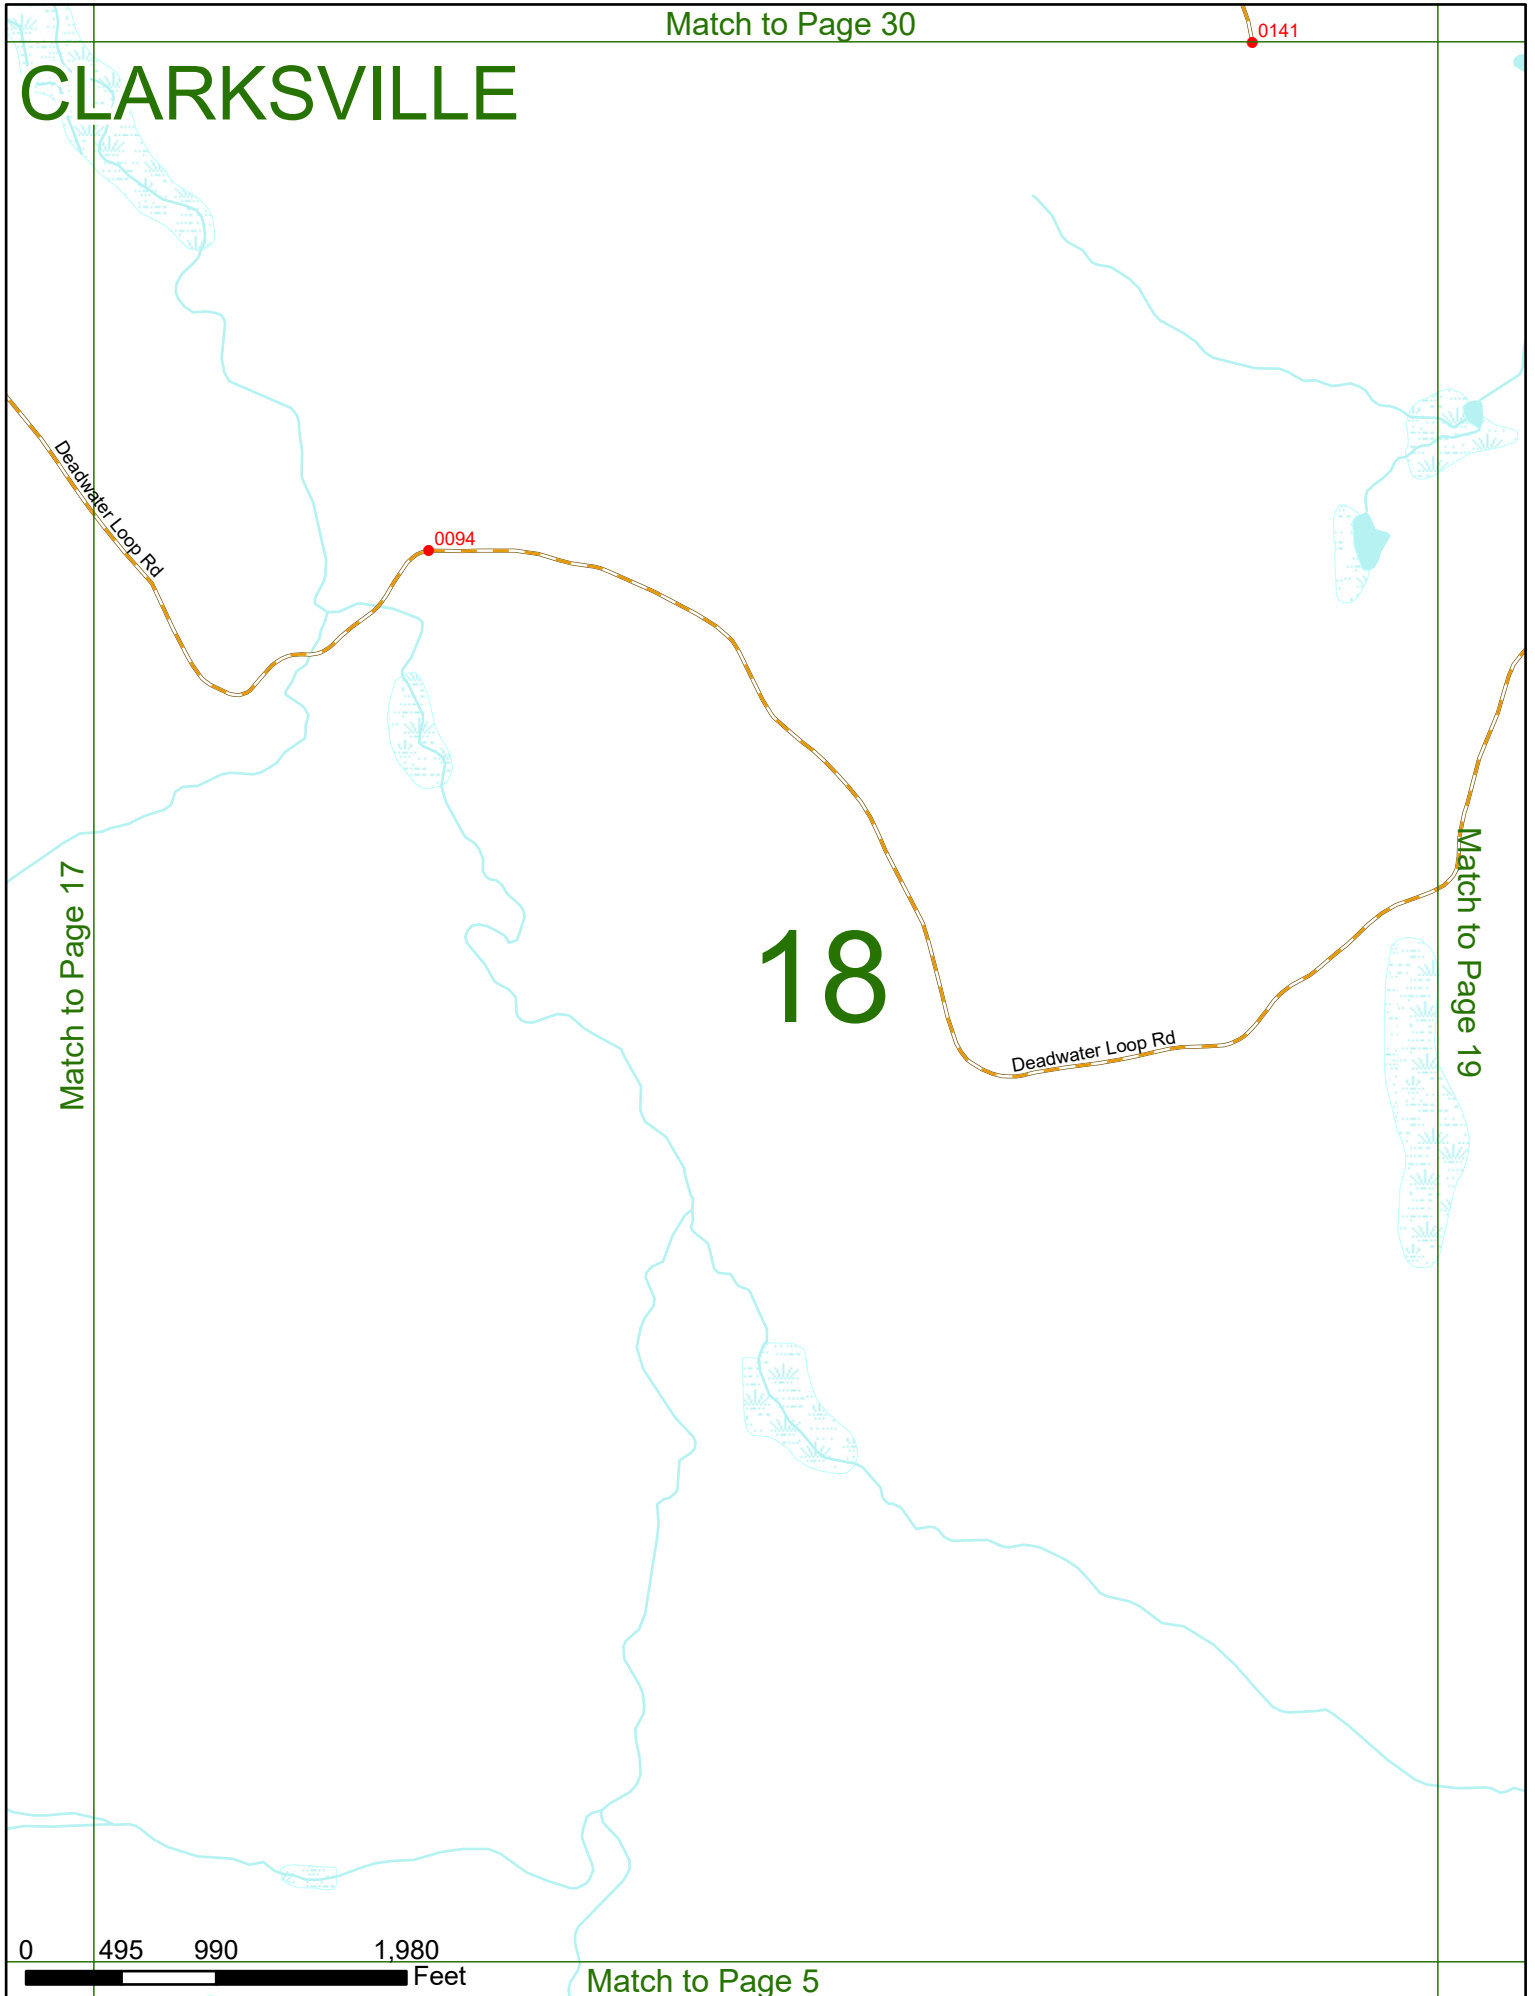 Match to Page 30
0141
CLARKSVILLE
Deadwater Loop Rd
0094
Match to Page 17
18
Match to Page 19
Deadwater Loop Rd
0 495 990 1,980
Feet
Match to Page 5